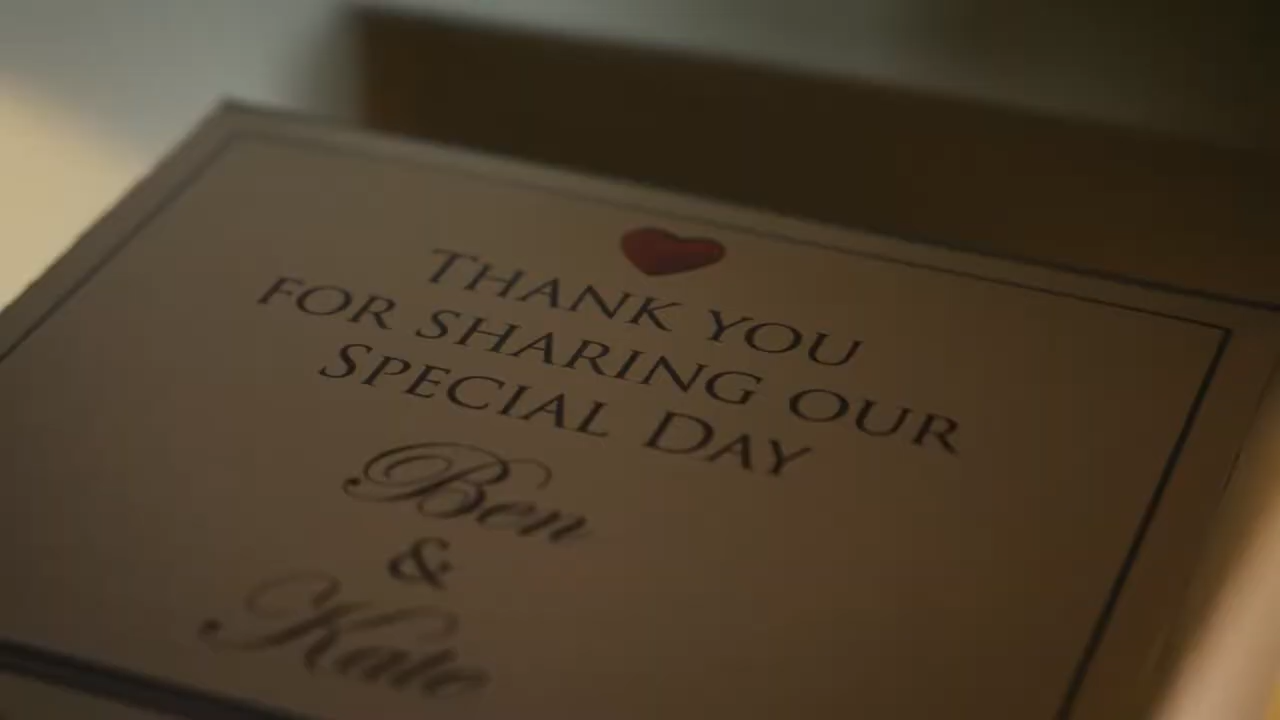 THANK YOU
FOR SHARING OUR
SPECIAL DAY
Ben
&
Kate